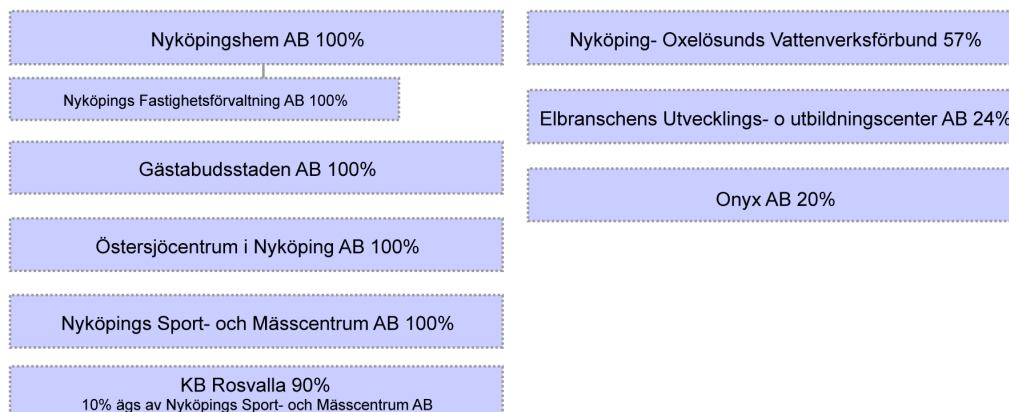 Nyköpingshem AB 100%
Nyköpings Fastighetsförvaltning AB 100%
Gästabudsstaden AB 100%
Östersjöcentrum i Nyköping AB 100%
Nyköpings Sport- och Mässcentrum AB 100%
KB Rosvalla 90%
10% ägs av Nyköpings Sport- och Mässcentrum AB
Nyköping- Oxelösunds Vattenverksförbund 57%
Elbranschens Utvecklings- o utbildningscenter AB 24%
Onyx AB 20%